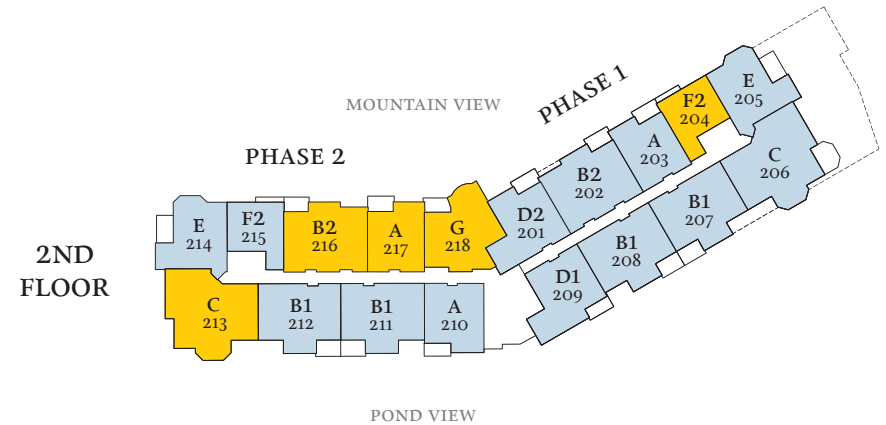 MOUNTAIN VIEW
PHASE 1
PHASE 2
2ND
FLOOR
E
214
F2
215
B2
216
A
217
G
218
D2
201
B2
202
A
203
F2
204
E
205
C
206
B1
207
B1
208
D1
209
C
213
B1
212
B1
211
A
210
POND VIEW